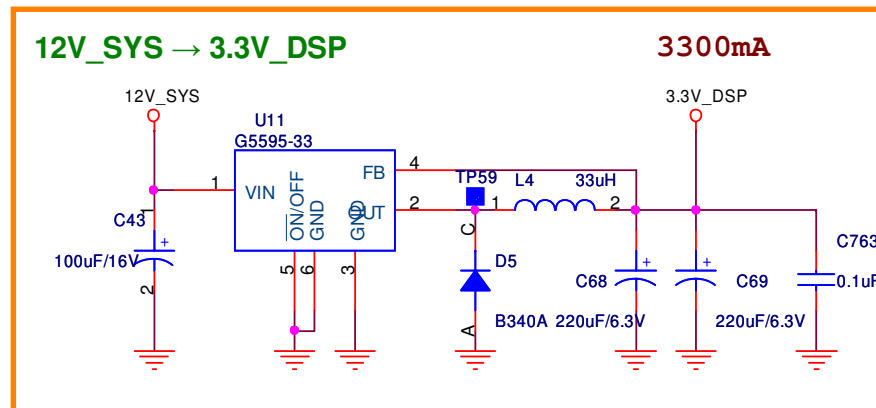 12V_SYS → 3.3V_DSP
3300mA
12V_SYS
3.3V_DSP
U11
G5595-33
1
VIN
FB
4
OUT
2
ON/OFF
GND
GND
5
6
3
TP59
1
L4
33uH
2
C43
1
100uF/16V
2
C
D5
A
B340A
C68
220uF/6.3V
C69
220uF/6.3V
C763
0.1uF